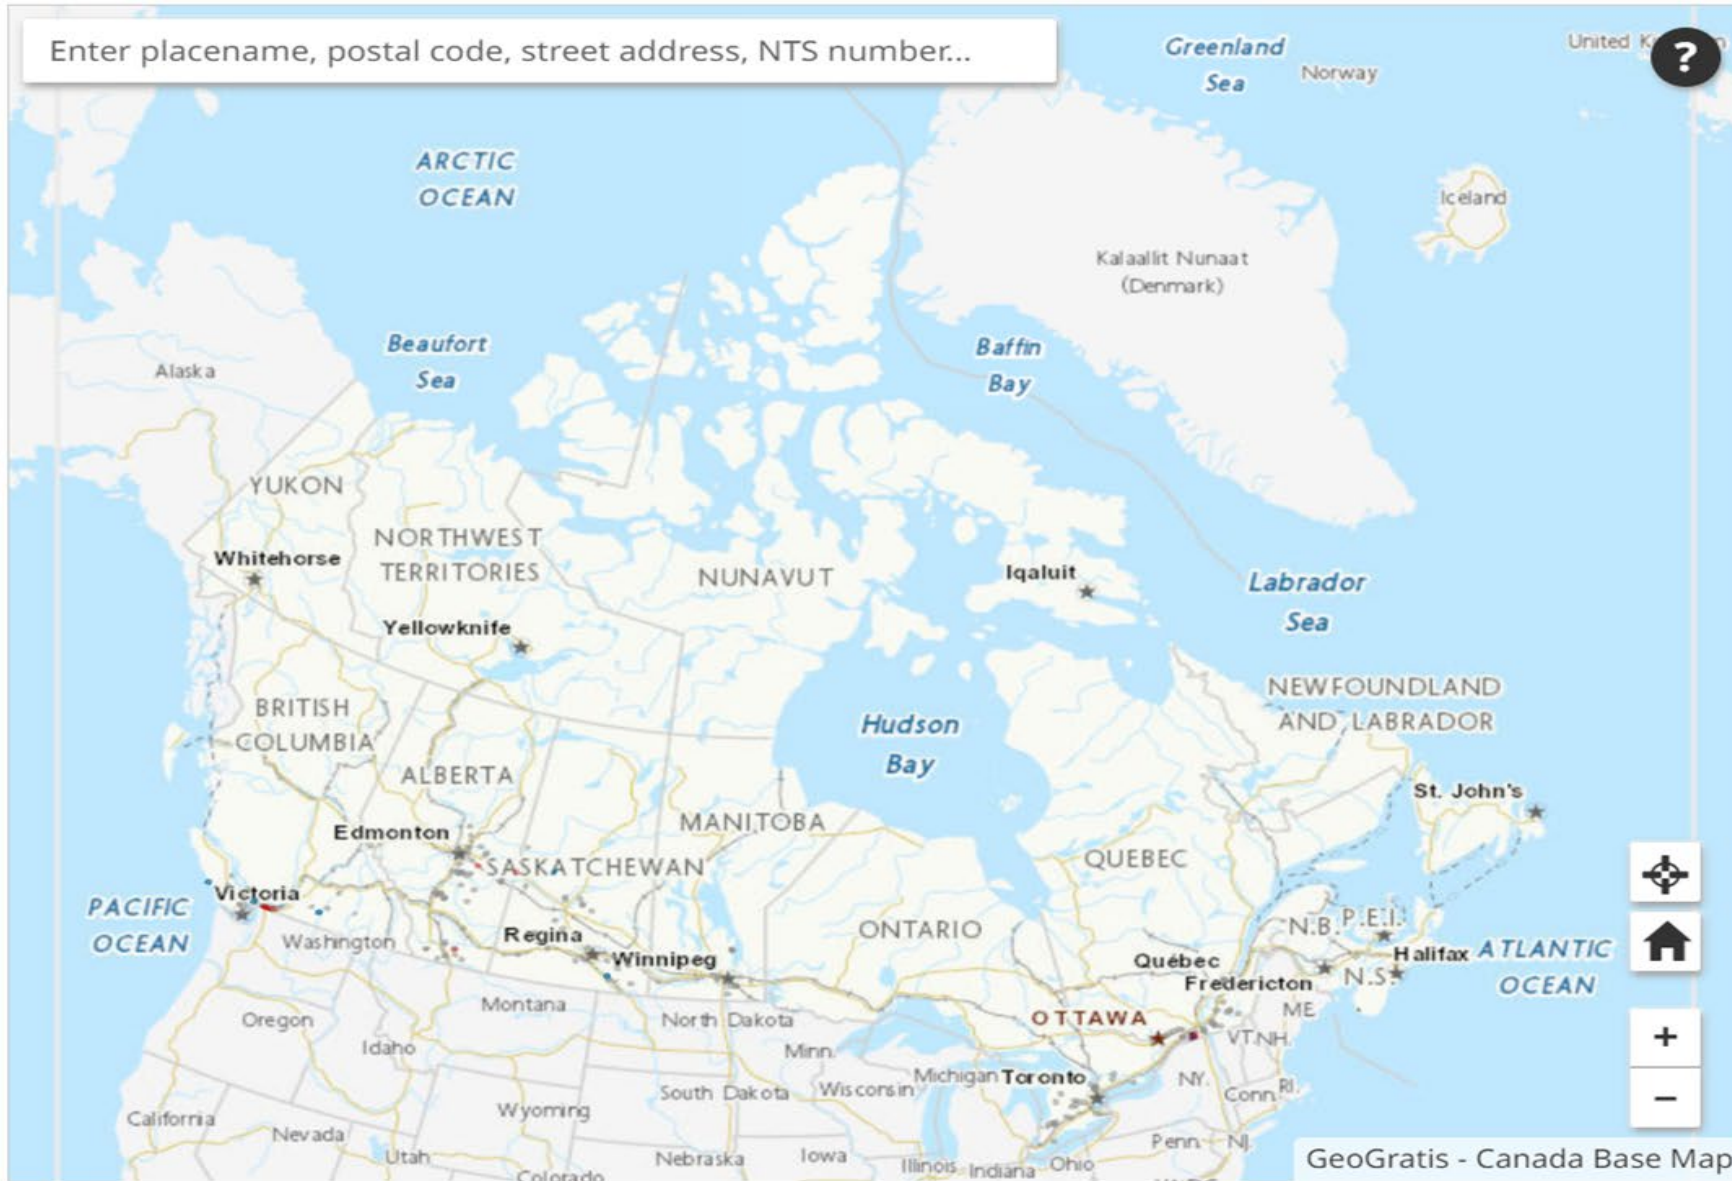 Enter placename, postal code, street address, NTS number...
Greenland
Sea
Norway
United
?
ARCTIC
OCEAN
Iceland
Kalaallit Nunaat
(Denmark)
Beaufort
Sea
Baffin
Bay
Alaska
YUKON
NORTHWEST
TERRITORIES
Whitehorse
NUNAVUT
Iqaluit
Labrador
Sea
Yellowknife
NEWFOUNDLAND
AND LABRADOR
BRITISH
COLUMBIA
Hudson
Bay
ALBERTA
St. John's
MANITOBA
Edmonton
SASKATCHEWAN
QUEBEC
Victoria
PACIFIC
OCEAN
Washington
Regina
Winnipeg
ONTARIO
N.B.
P.E.I.
Halifax
ATLANTIC
OCEAN
Québec
Fredericton
N.S.
Montana
North Dakota
OTTAWA
ME
VT.
N.H.
Oregon
Idaho
Minn.
South Dakota
Wisconsin
Michigan
Toronto
NY.
Conn.
RI.
California
Nevada
Wyoming
Utah
Colorado
Nebraska
Iowa
Illinois
Indiana
Ohio
Penn.
NJ.
+
−
GeoGratis - Canada Base Map